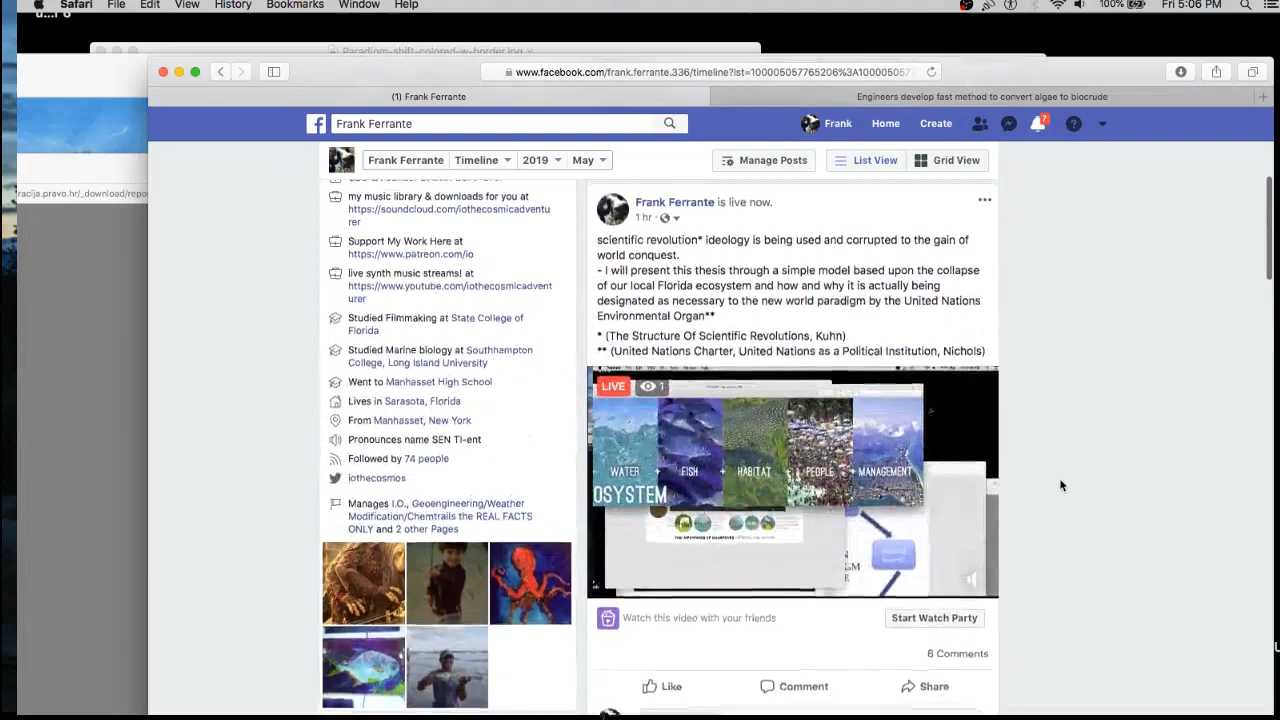 Safari File Edit View History Bookmarks Window Help
100% Fri 5:06 PM
Paradigm-shift-colored-w-border.jpg
www.facebook.com/frank.ferrante.336/timeline?lst=100005057765206%3A100005057
(1) Frank Ferrante
Engineers develop fast method to convert algae to biocrude
Frank Ferrante
Frank Home Create 7
Frank Ferrante Timeline 2019 May
Manage Posts List View Grid View
my music library & downloads for you at
https://soundcloud.com/iothecosmicadventu
rer
Support My Work Here at
https://www.patreon.com/io
live synth music streams! at
https://www.youtube.com/iothecosmicadvent
urer
Studied Filmmaking at State College of
Florida
Studied Marine biology at Southhampton
College, Long Island University
Went to Manhasset High School
Lives in Sarasota, Florida
From Manhasset, New York
Pronounces name SEN TI-ent
Followed by 74 people
iothecosmos
Manages I.O., Geoengineering/Weather
Modification/Chemtrails the REAL FACTS
ONLY and 2 other Pages
racija.pravo.hr/_download/repo
Frank Ferrante is live now.
1 hr
scientific revolution* ideology is being used and corrupted to the gain of
world conquest.
- I will present this thesis through a simple model based upon the collapse
of our local Florida ecosystem and how and why it is actually being
designated as necessary to the new world paradigm by the United Nations
Environmental Organ**
* (The Structure Of Scientific Revolutions, Kuhn)
** (United Nations Charter, United Nations as a Political Institution, Nichols)
LIVE 1
WATER + FISH + HABITAT + PEOPLE + MANAGEMENT
OSYSTEM
Watch this video with your friends
Start Watch Party
6 Comments
Like Comment Share